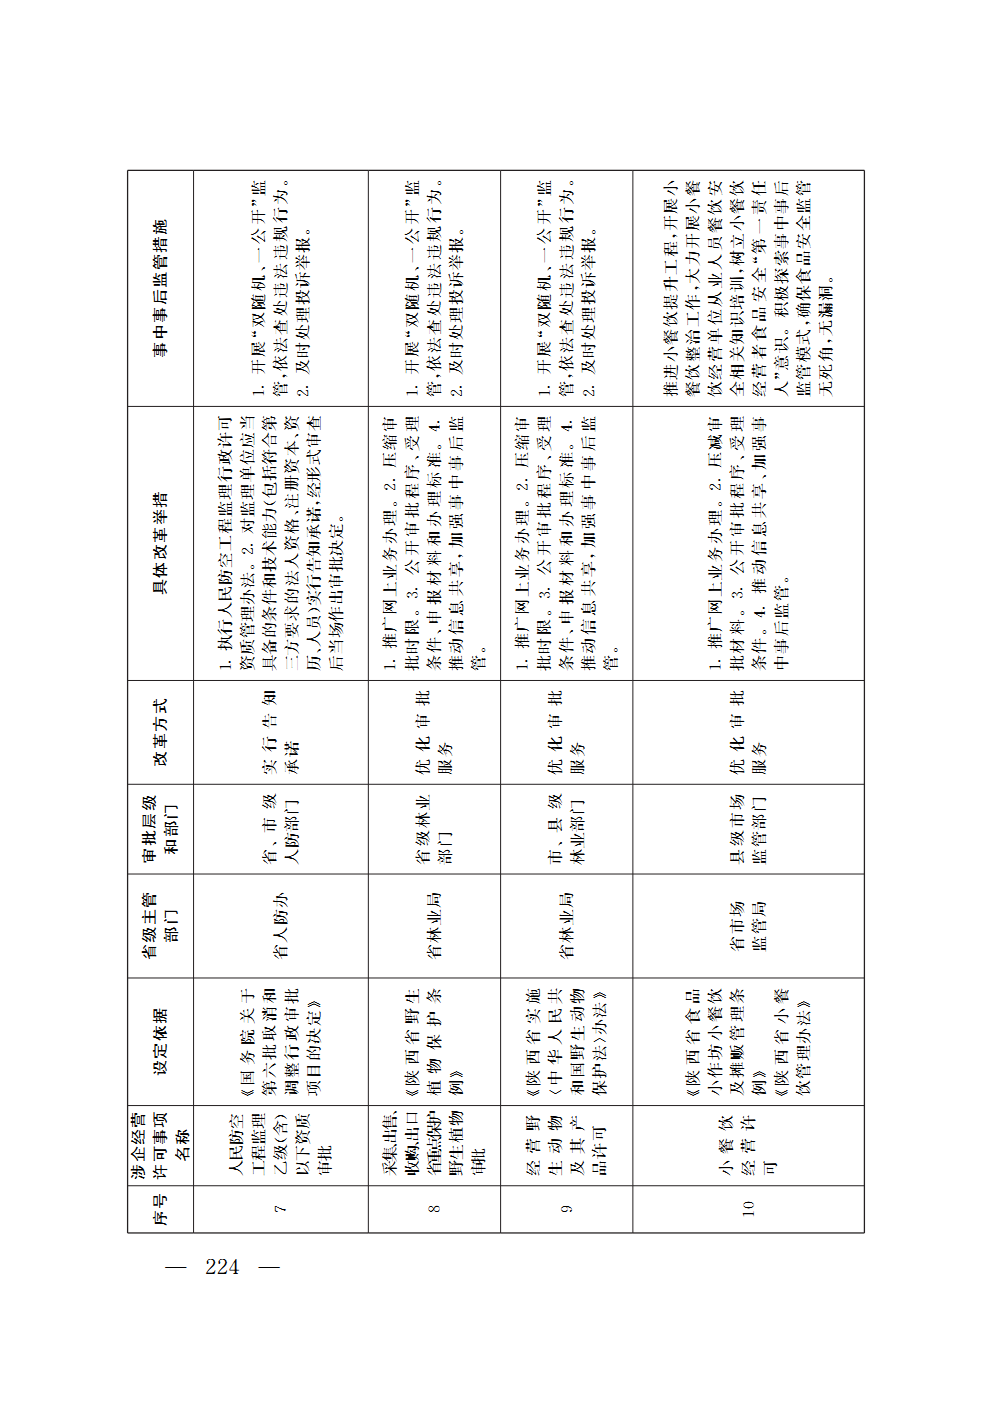 序号
涉企经营
许可事项
名称
设定依据
省级主管
部门
审批层级
和部门
改革方式
具体改革举措
事中事后监管措施
7
人民防空
工程监理
乙级(含)
以下资质
审批
《国务院关于
第六批取消和
调整行政审批
项目的决定》
省人防办
省、市级
人防部门
实行告知
承诺
1. 执行人民防空工程监理行政许可
资质管理办法。2. 对监理单位应当
具备的条件和技术能力(包括符合第
三方要求的法人资格、注册资本、资
历、人员)实行告知承诺,经形式审查
后当场作出审批决定。
1. 开展“双随机、一公开”监
管,依法查处违法违规行为。
2. 及时处理投诉举报。
8
采集、出售、
收购、出口
省重点保护
野生植物
审批
《陕西省野生
植物保护条
例》
省林业局
省级林业
部门
优化审批
服务
1. 推广网上业务办理。2. 压缩审
批时限。3. 公开审批程序、受理
条件、申报材料和办理标准。4.
推动信息共享,加强事中事后监
管。
1. 开展“双随机、一公开”监
管,依法查处违法违规行为。
2. 及时处理投诉举报。
9
经营野
生动物
及其产
品许可
《陕西省实施
〈中华人民共
和国野生动物
保护法〉办法》
省林业局
市、县级
林业部门
优化审批
服务
1. 推广网上业务办理。2. 压缩审
批时限。3. 公开审批程序、受理
条件、申报材料和办理标准。4.
推动信息共享,加强事中事后监
管。
1. 开展“双随机、一公开”监
管,依法查处违法违规行为。
2. 及时处理投诉举报。
10
小餐饮
经营许
可
《陕西省食品
小作坊小餐饮
及摊贩管理条
例》
《陕西省小餐
饮管理办法》
省市场
监管局
县级市场
监管部门
优化审批
服务
1. 推广网上业务办理。2. 压减审
批材料。3. 公开审批程序、受理
条件。4. 推动信息共享、加强事
中事后监管。
推进小餐饮提升工程,开展小
餐饮整治工作,大力开展小餐
饮经营单位从业人员餐饮安
全相关知识培训,树立小餐饮
经营者食品安全“第一责任
人”意识。积极探索事中事后
监管模式,确保食品安全监管
无死角,无漏洞。
— 224 —